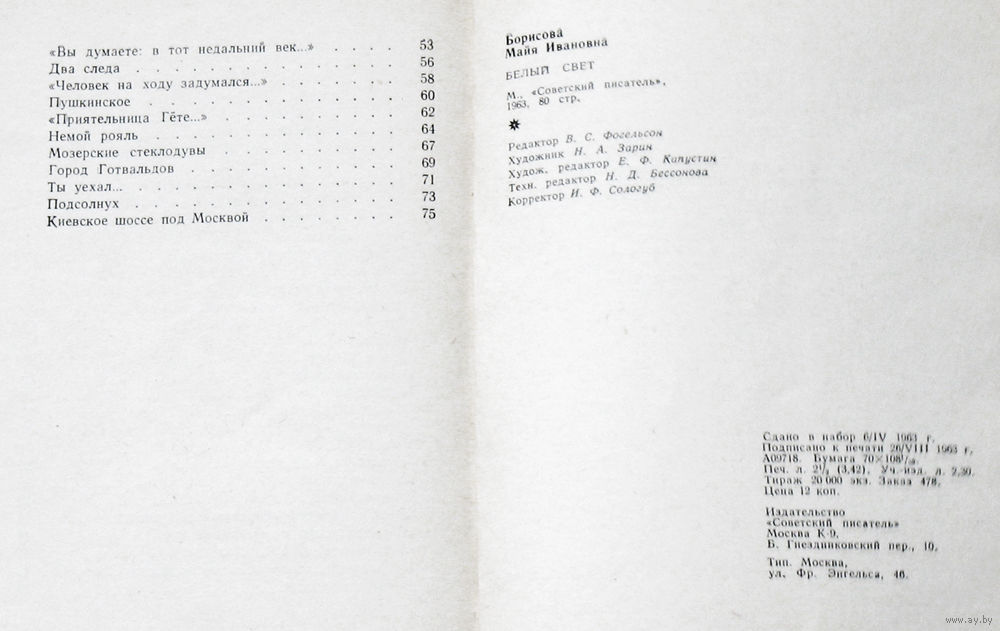 «Вы думаете: в тот недальний век...» . . . . 53
Два следа . . . . . . . . . . . . . . 56
«Человек на ходу задумался...» . . . . . . . 58
Пушкинское . . . . . . . . . . . . . 60
«Приятельница Гёте...» . . . . . . . . . 62
Немой рояль . . . . . . . . . . . . . 64
Мозерские стеклодувы . . . . . . . . . . 67
Город Готвальдов . . . . . . . . . . . 69
Ты уехал... . . . . . . . . . . . . . 71
Подсолнух . . . . . . . . . . . . . . 73
Киевское шоссе под Москвой . . . . . . . 75
Борисова
Майя Ивановна
БЕЛЫЙ СВЕТ
М., «Советский писатель»,
1963, 80 стр.
Редактор В. С. Фогельсон
Художник Н. А. Зарин
Худож. редактор Е. Ф. Капустин
Техн. редактор Н. Д. Бессонова
Корректор И. Ф. Сологуб
Сдано в набор 6/IV 1963 г.
Подписано к печати 26/VIII 1963 г.
А09718. Бумага 70×108¹/₃₂.
Печ. л. 2½ (3,42). Уч.-изд. л. 2,30.
Тираж 20 000 экз. Заказ 478.
Цена 12 коп.
Издательство
«Советский писатель»
Москва К-9.
Б. Гнездниковский пер., 10.
Тип. Москва,
ул. Фр. Энгельса, 46.
www.ay.by